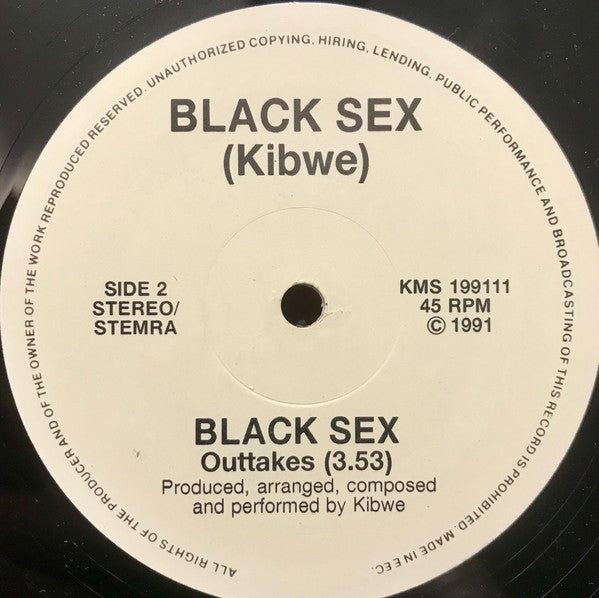 ALL RIGHTS OF THE PRODUCER AND OF THE OWNER OF THE WORK REPRODUCED RESERVED. UNAUTHORIZED COPYING, HIRING, LENDING, PUBLIC PERFORMANCE AND BROADCASTING OF THIS RECORD IS PROHIBITED. MADE IN EEC.
BLACK SEX
(Kibwe)
SIDE 2
STEREO/
STEMRA
KMS 199111
45 RPM
© 1991
BLACK SEX
Outtakes (3.53)
Produced, arranged, composed
and performed by Kibwe